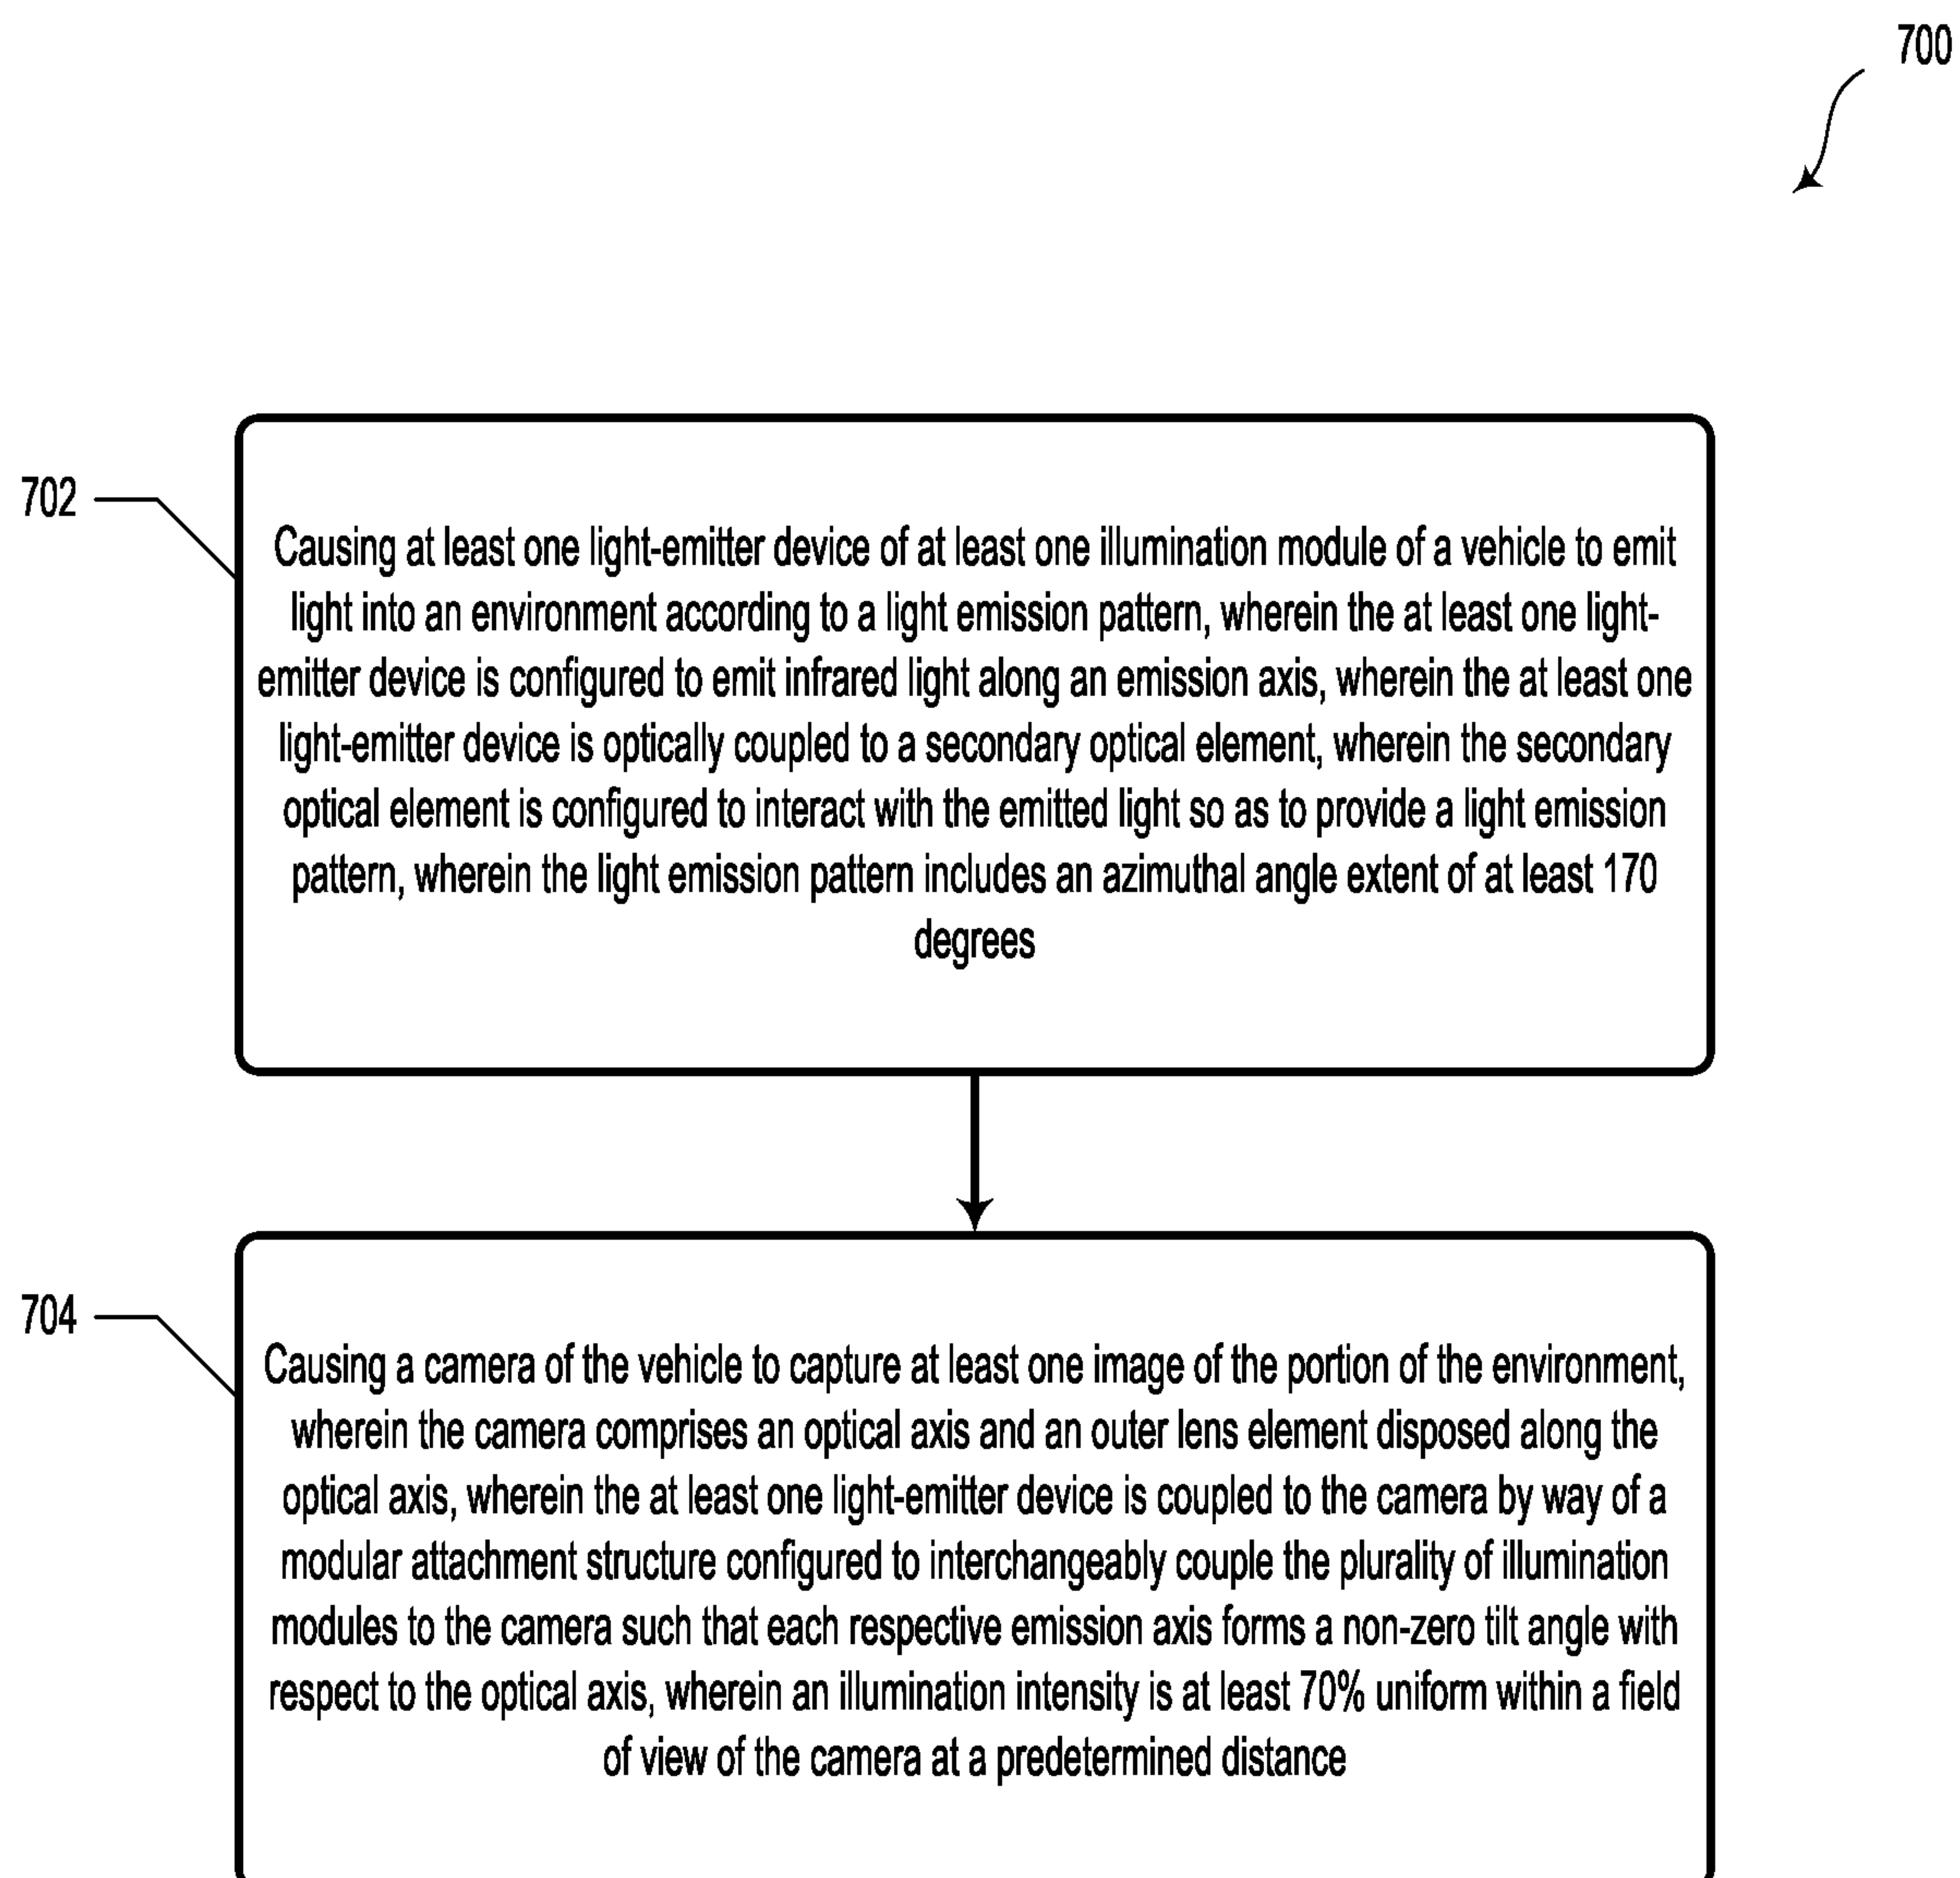 700
702
Causing at least one light-emitter device of at least one illumination module of a vehicle to emit
light into an environment according to a light emission pattern, wherein the at least one light-
emitter device is configured to emit infrared light along an emission axis, wherein the at least one
light-emitter device is optically coupled to a secondary optical element, wherein the secondary
optical element is configured to interact with the emitted light so as to provide a light emission
pattern, wherein the light emission pattern includes an azimuthal angle extent of at least 170
degrees
704
Causing a camera of the vehicle to capture at least one image of the portion of the environment,
wherein the camera comprises an optical axis and an outer lens element disposed along the
optical axis, wherein the at least one light-emitter device is coupled to the camera by way of a
modular attachment structure configured to interchangeably couple the plurality of illumination
modules to the camera such that each respective emission axis forms a non-zero tilt angle with
respect to the optical axis, wherein an illumination intensity is at least 70% uniform within a field
of view of the camera at a predetermined distance